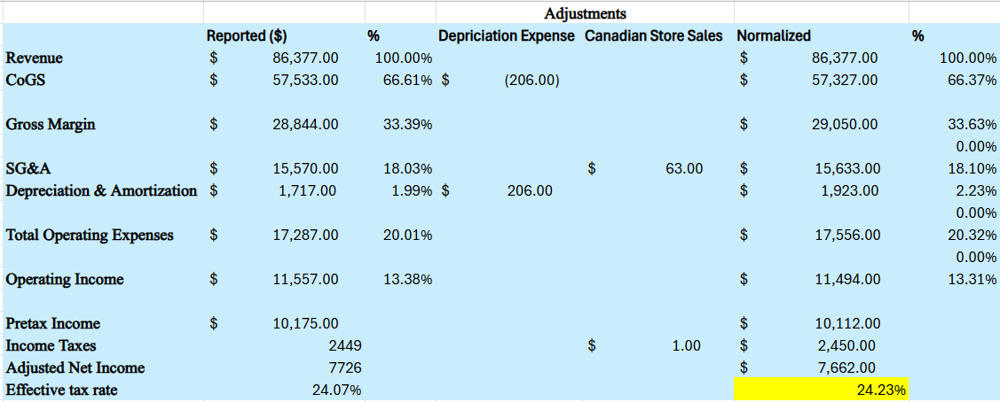 Adjustments
Reported ($) % Depriciation Expense Canadian Store Sales Normalized %
Revenue $ 86,377.00 100.00% $ 86,377.00 100.00%
CoGS $ 57,533.00 66.61% $ (206.00) $ 57,327.00 66.37%
Gross Margin $ 28,844.00 33.39% $ 29,050.00 33.63%
0.00%
SG&A $ 15,570.00 18.03% $ 63.00 $ 15,633.00 18.10%
Depreciation & Amortization $ 1,717.00 1.99% $ 206.00 $ 1,923.00 2.23%
0.00%
Total Operating Expenses $ 17,287.00 20.01% $ 17,556.00 20.32%
0.00%
Operating Income $ 11,557.00 13.38% $ 11,494.00 13.31%
Pretax Income $ 10,175.00 $ 10,112.00
Income Taxes 2449 $ 1.00 $ 2,450.00
Adjusted Net Income 7726 $ 7,662.00
Effective tax rate 24.07% 24.23%